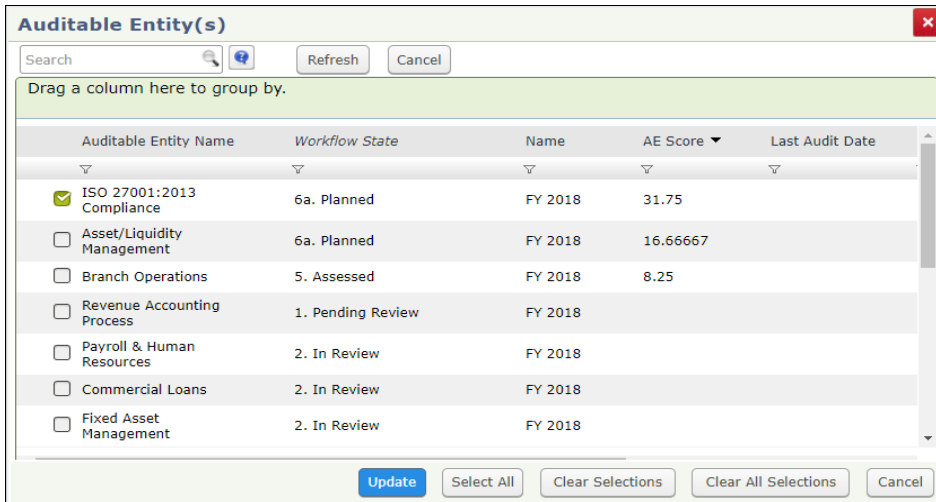 Auditable Entity(s)
Search Refresh Cancel
Drag a column here to group by.
Auditable Entity Name Workflow State Name AE Score Last Audit Date
ISO 27001:2013
Compliance 6a. Planned FY 2018 31.75
Asset/Liquidity
Management 6a. Planned FY 2018 16.66667
Branch Operations 5. Assessed FY 2018 8.25
Revenue Accounting
Process 1. Pending Review FY 2018
Payroll & Human
Resources 2. In Review FY 2018
Commercial Loans 2. In Review FY 2018
Fixed Asset
Management 2. In Review FY 2018
Update Select All Clear Selections Clear All Selections Cancel